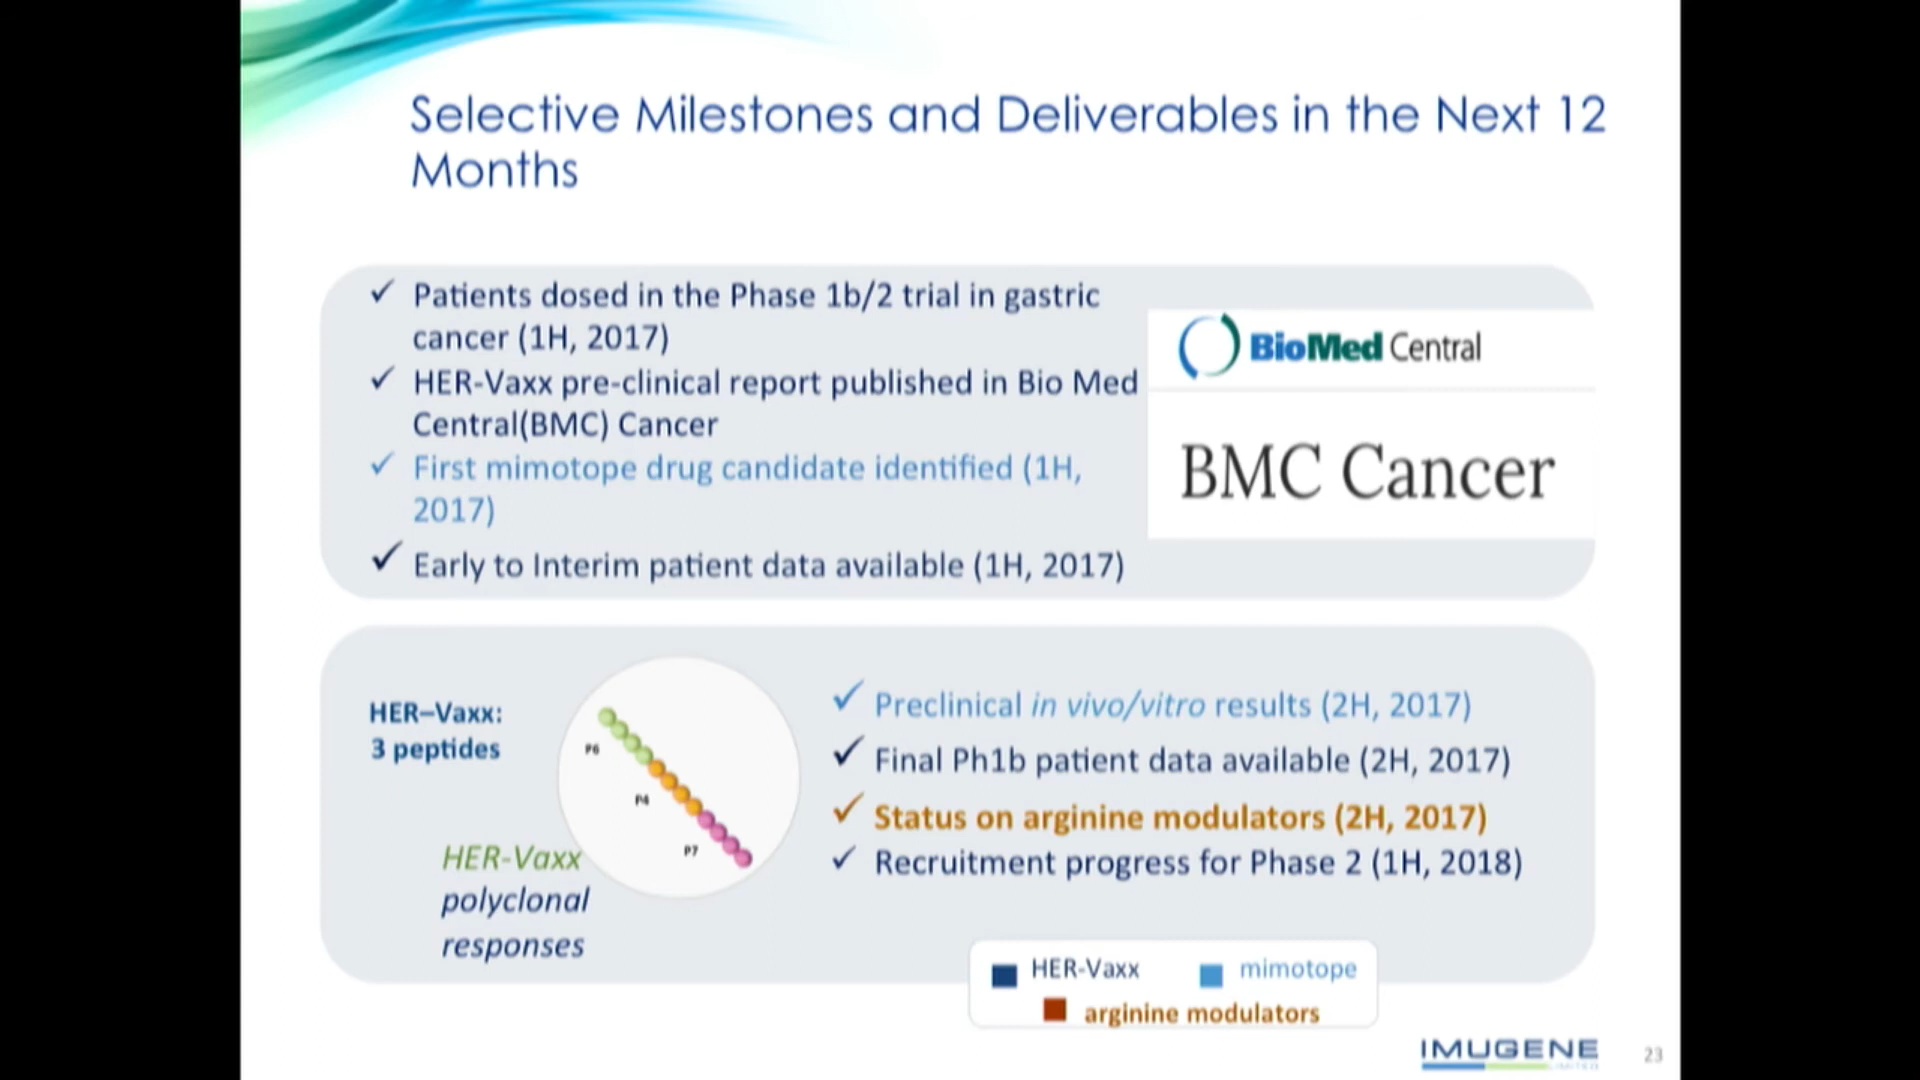 Selective Milestones and Deliverables in the Next 12
Months
Patients dosed in the Phase 1b/2 trial in gastric
cancer (1H, 2017)
HER-Vaxx pre-clinical report published in Bio Med
Central(BMC) Cancer
First mimotope drug candidate identified (1H,
2017)
Early to Interim patient data available (1H, 2017)
BioMed Central
BMC Cancer
HER–Vaxx:
3 peptides
P6
P4
P7
HER-Vaxx
polyclonal
responses
Preclinical in vivo/vitro results (2H, 2017)
Final Ph1b patient data available (2H, 2017)
Status on arginine modulators (2H, 2017)
Recruitment progress for Phase 2 (1H, 2018)
HER-Vaxx mimotope
arginine modulators
IMUGENE
LIMITED
23